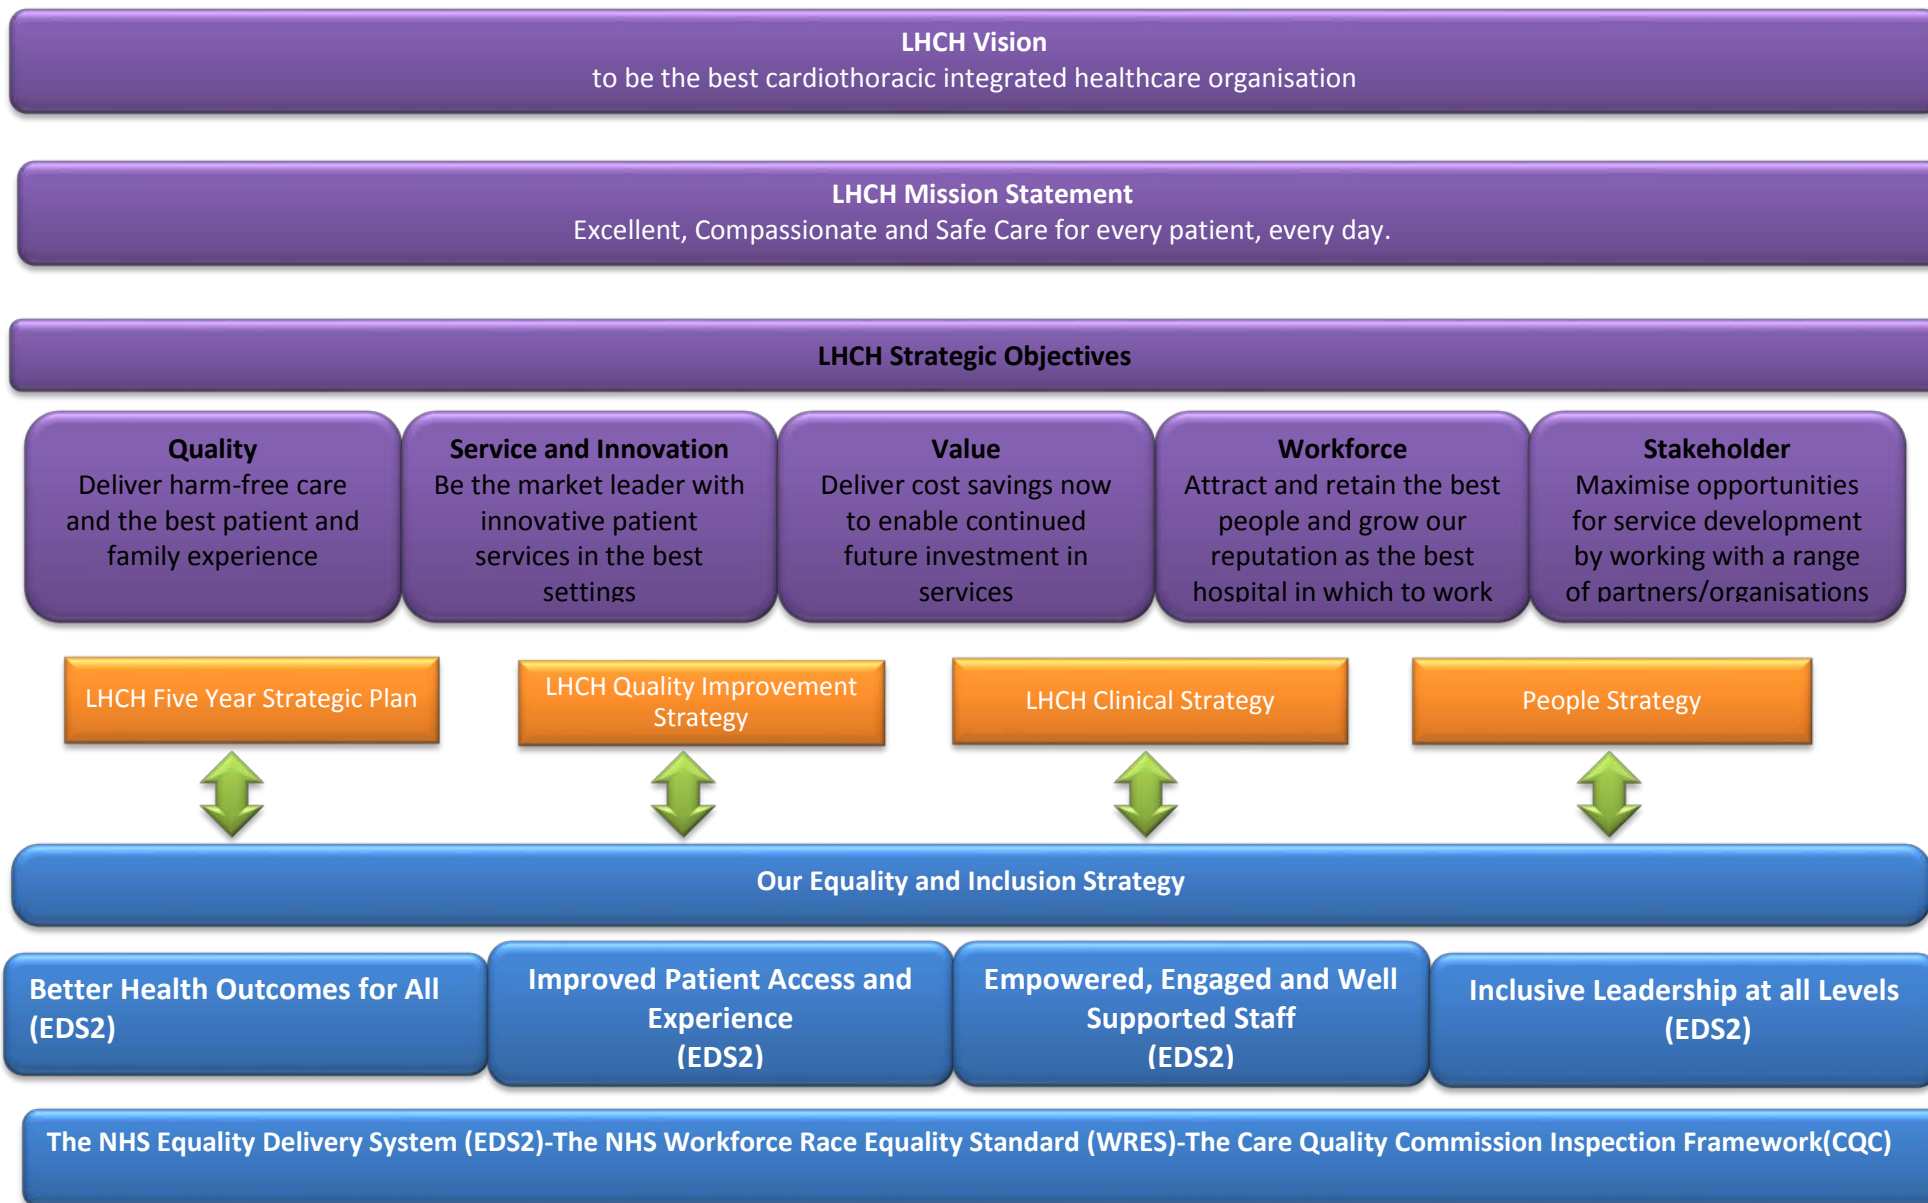 LHCH Vision
to be the best cardiothoracic integrated healthcare organisation
LHCH Mission Statement
Excellent, Compassionate and Safe Care for every patient, every day.
LHCH Strategic Objectives
Quality
Deliver harm-free care
and the best patient and
family experience
Service and Innovation
Be the market leader with
innovative patient
services in the best
settings
Value
Deliver cost savings now
to enable continued
future investment in
services
Workforce
Attract and retain the best
people and grow our
reputation as the best
hospital in which to work
Stakeholder
Maximise opportunities
for service development
by working with a range
of partners/organisations
LHCH Five Year Strategic Plan
LHCH Quality Improvement
Strategy
LHCH Clinical Strategy
People Strategy
Our Equality and Inclusion Strategy
Better Health Outcomes for All
(EDS2)
Improved Patient Access and
Experience
(EDS2)
Empowered, Engaged and Well
Supported Staff
(EDS2)
Inclusive Leadership at all Levels
(EDS2)
The NHS Equality Delivery System (EDS2)-The NHS Workforce Race Equality Standard (WRES)-The Care Quality Commission Inspection Framework(CQC)